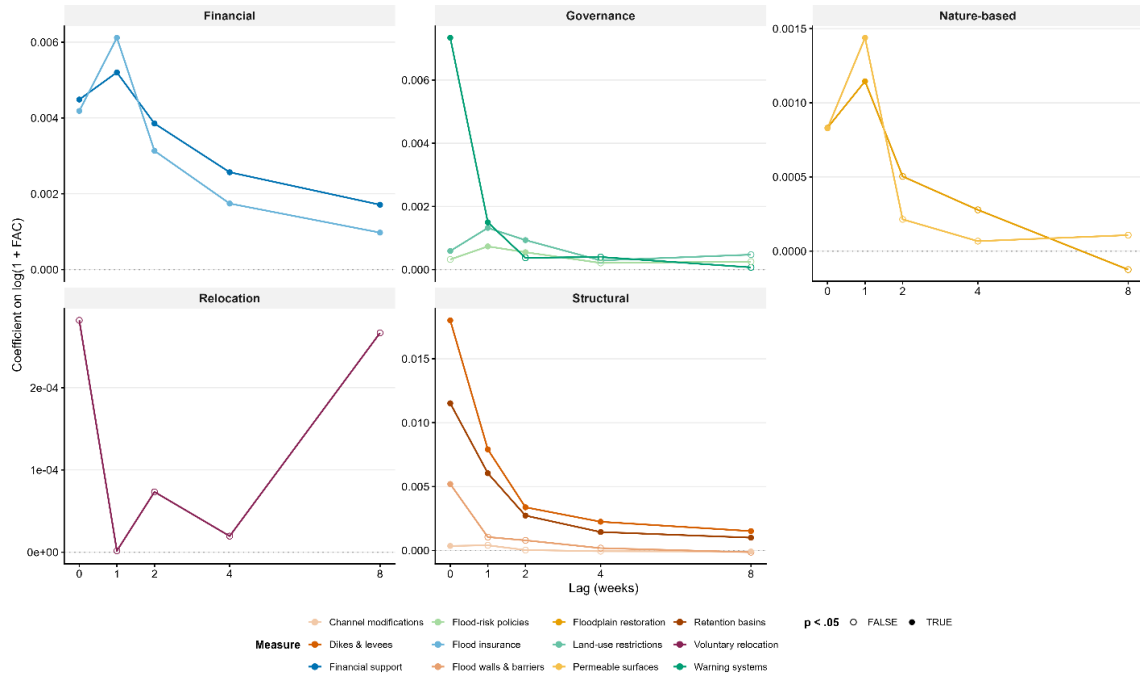 Financial
Governance
Nature-based
0.006
0.004
0.002
0.000
0.006
0.004
0.002
0.000
0.0015
0.0010
0.0005
0.0000
0 1 2 4 8
Relocation
Structural
2e-04
1e-04
0e+00
0.015
0.010
0.005
0.000
0 1 2 4 8
0 1 2 4 8
Coefficient on log(1 + FAC)
Lag (weeks)
Measure
Channel modifications Flood-risk policies Floodplain restoration Retention basins
Dikes & levees Flood insurance Land-use restrictions Voluntary relocation
Financial support Flood walls & barriers Permeable surfaces Warning systems
p < .05 FALSE TRUE